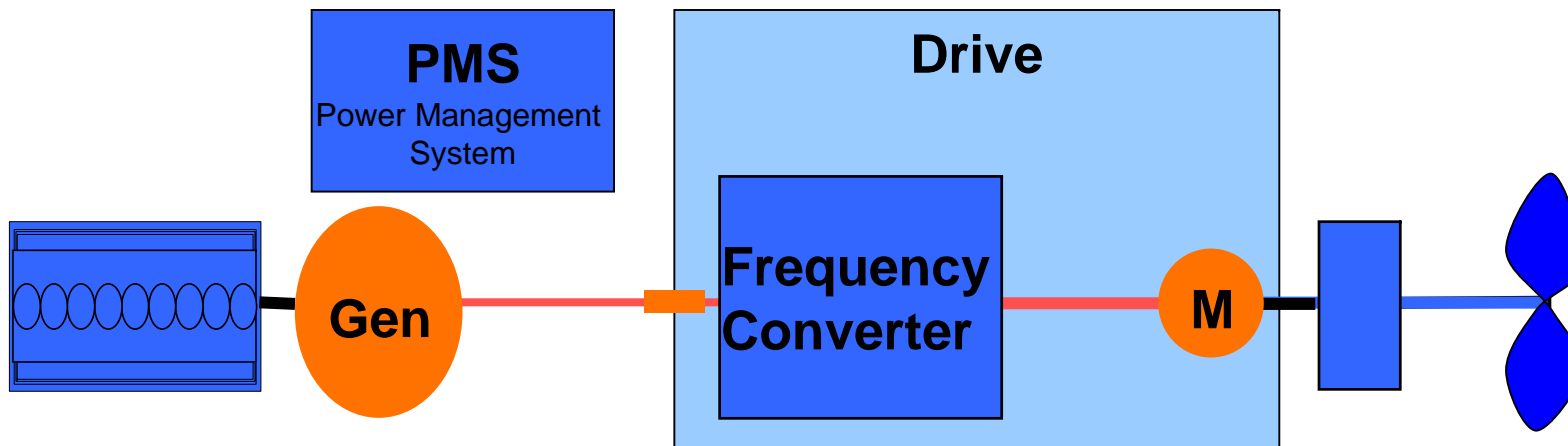 PMS
Power Management
System
Drive
Gen
Frequency
Converter
M